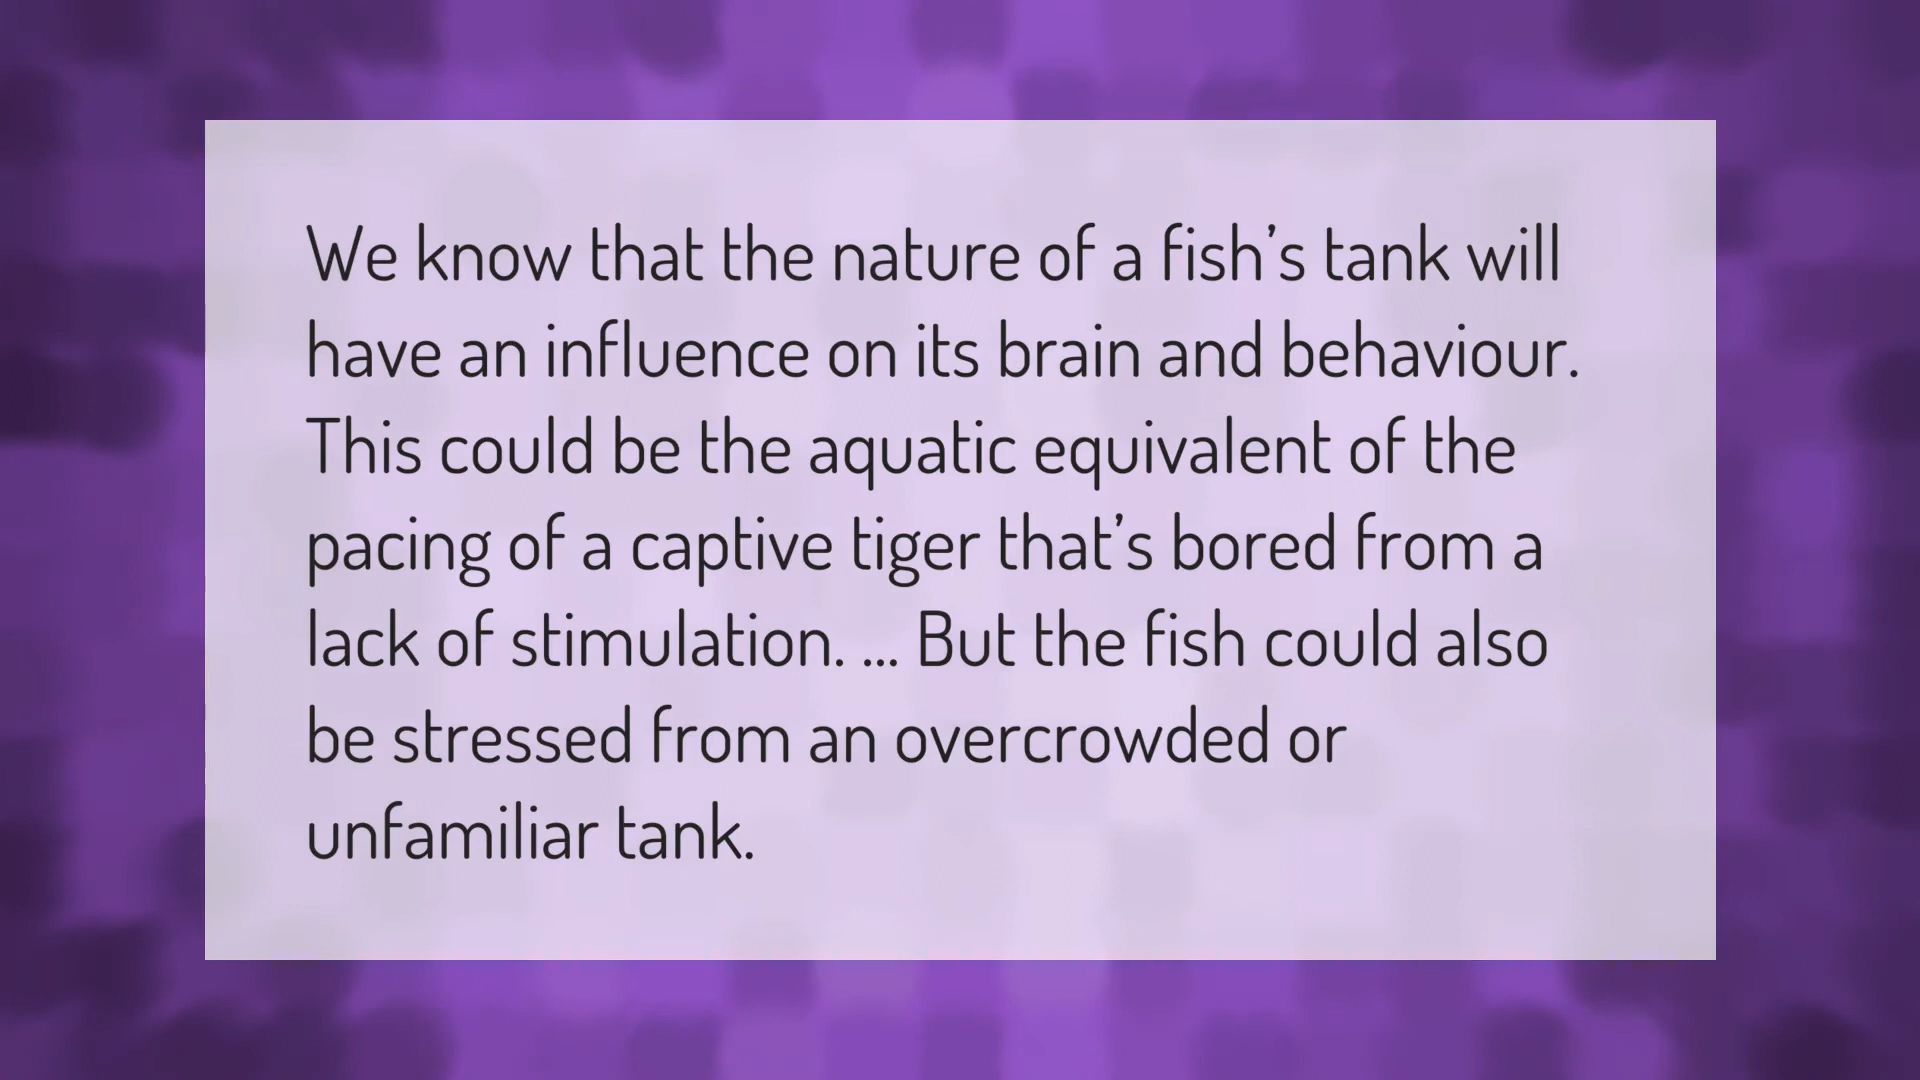 We know that the nature of a fish’s tank will
have an influence on its brain and behaviour.
This could be the aquatic equivalent of the
pacing of a captive tiger that’s bored from a
lack of stimulation. ... But the fish could also
be stressed from an overcrowded or
unfamiliar tank.